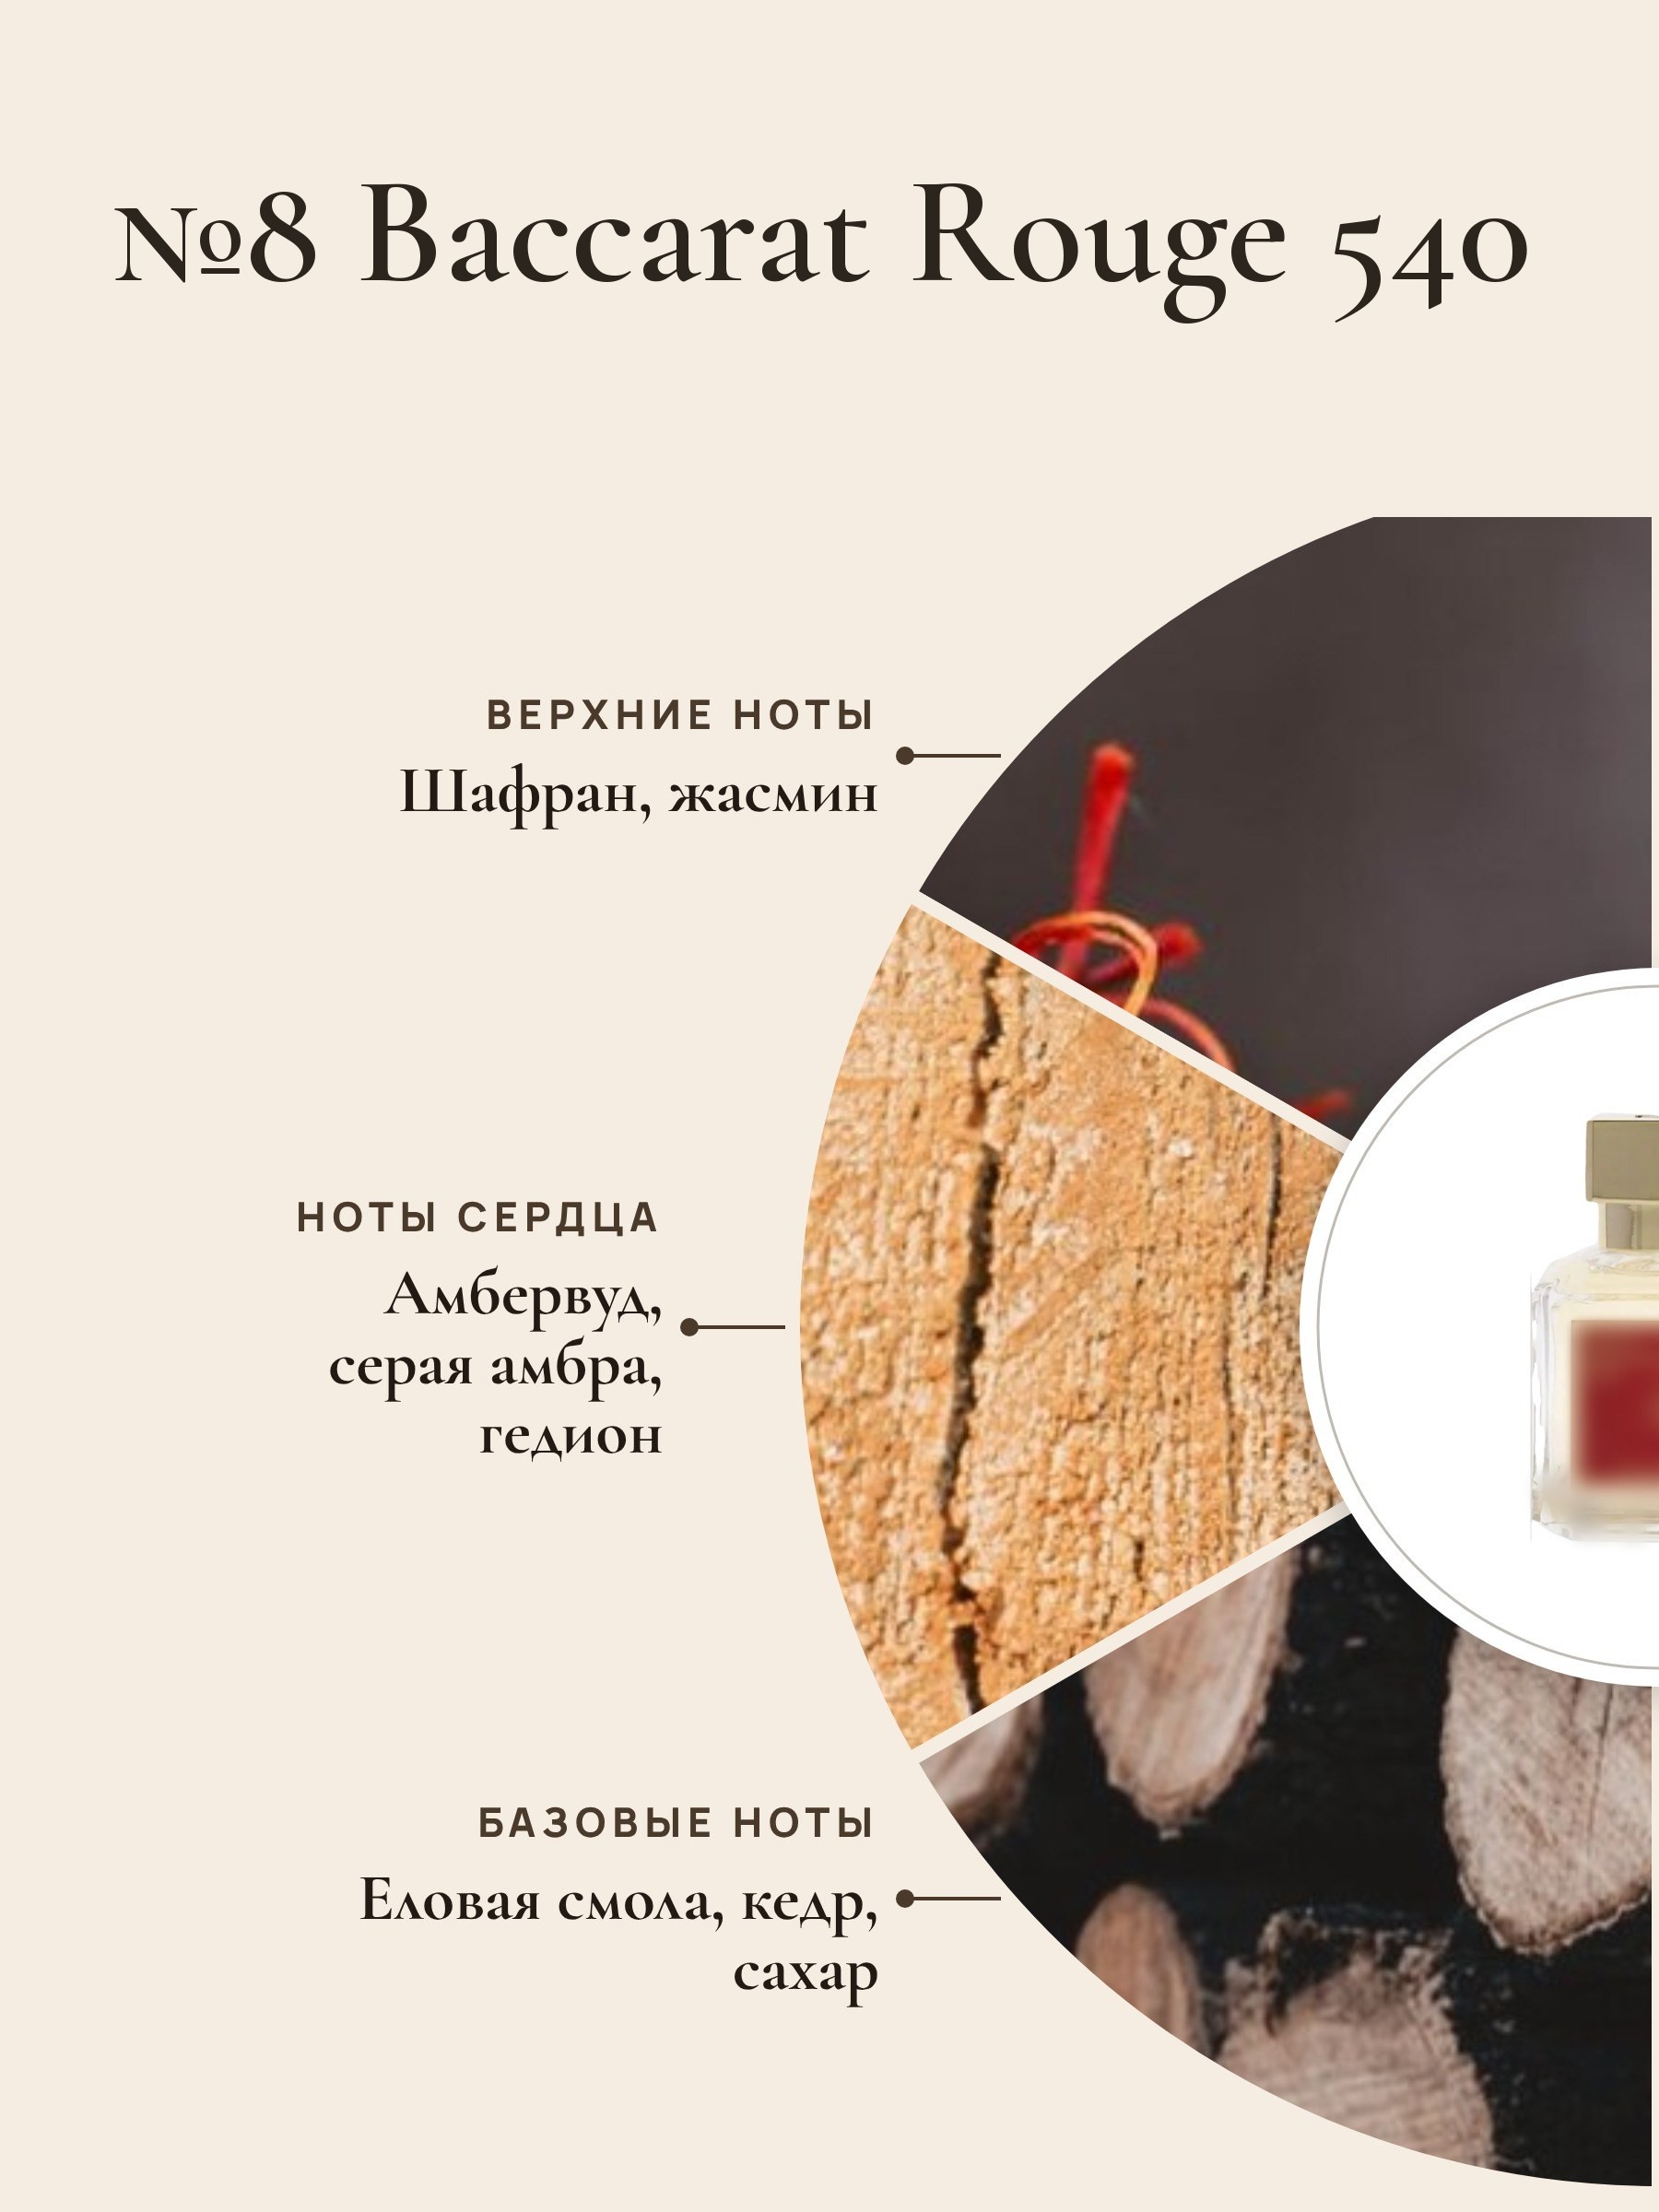 №8 Baccarat Rouge 540
ВЕРХНИЕ НОТЫ
Шафран, жасмин
НОТЫ СЕРДЦА
Амбервуд,
серая амбра,
гедион
БАЗОВЫЕ НОТЫ
Еловая смола, кедр,
сахар